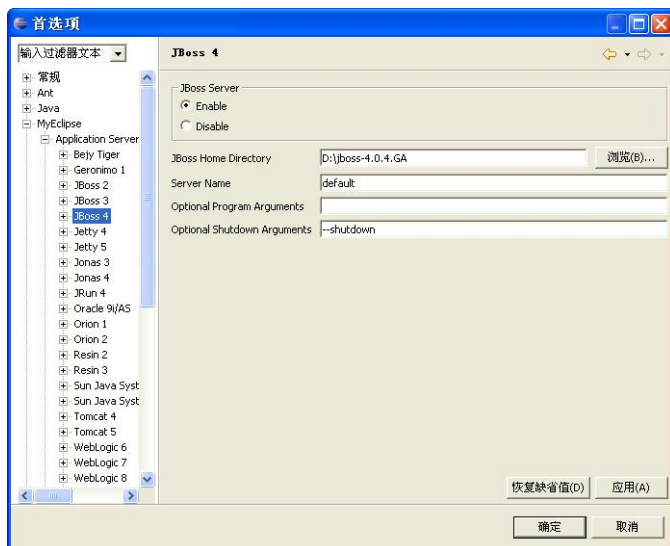 首选项
输入过滤器文本
常规
Ant
Java
MyEclipse
Application Server
Bejy Tiger
Geronimo 1
JBoss 2
JBoss 3
JBoss 4
Jetty 4
Jetty 5
Jonas 3
Jonas 4
JRun 4
Oracle 9i/AS
Orion 1
Orion 2
Resin 2
Resin 3
Sun Java Syst
Sun Java Syst
Tomcat 4
Tomcat 5
WebLogic 6
WebLogic 7
WebLogic 8
JBoss 4
JBoss Server
Enable
Disable
JBoss Home Directory D:\jboss-4.0.4.GA 浏览(B)...
Server Name default
Optional Program Arguments
Optional Shutdown Arguments --shutdown
恢复缺省值(D) 应用(A)
确定 取消